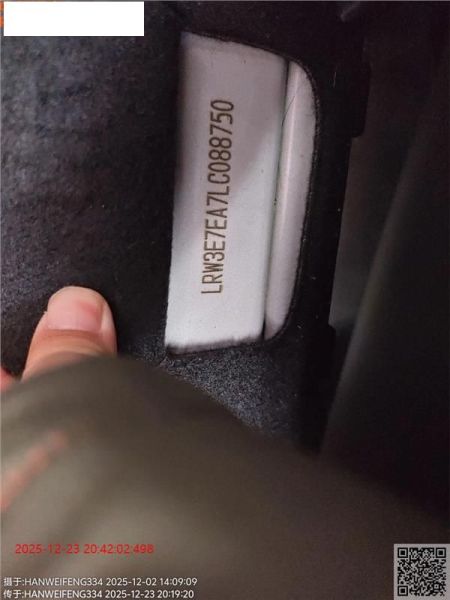 LRW3E7EA7LC088750
2025-12-23 20:42:02.498
摄于:HANWEIFENG334 2025-12-02 14:09:09
传于:HANWEIFENG334 2025-12-23 20:19:20